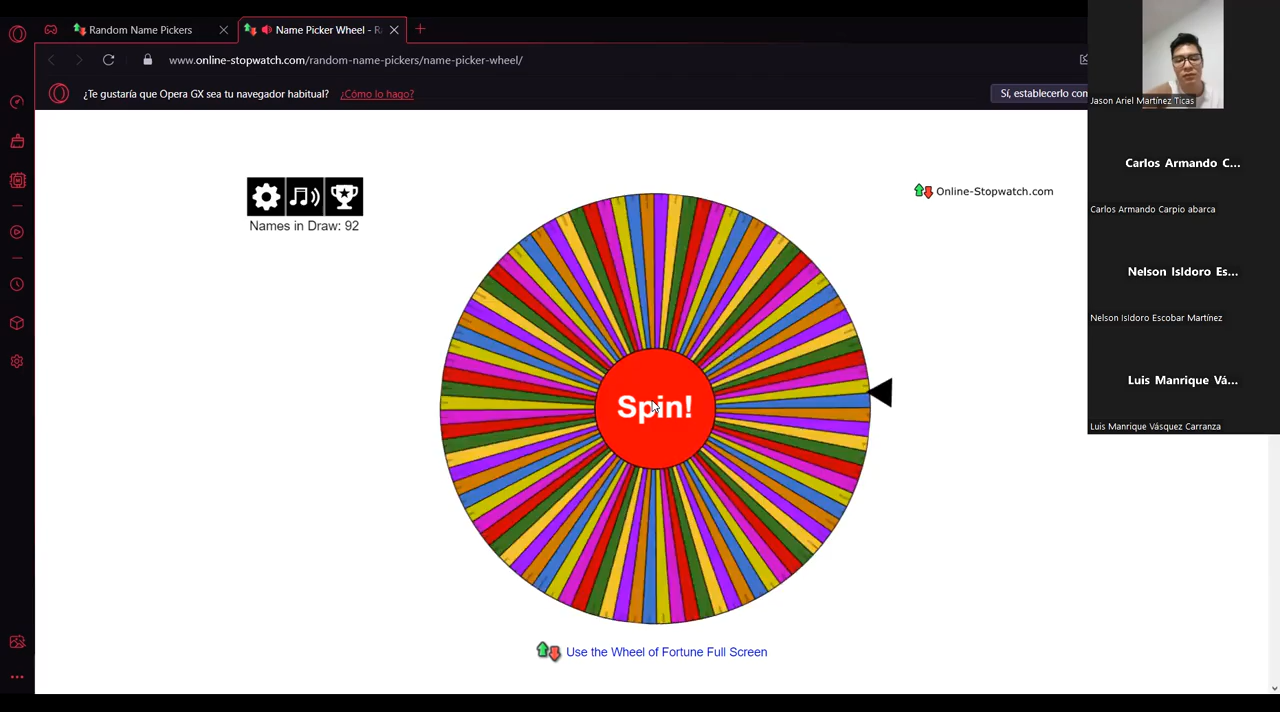 Random Name Pickers
Name Picker Wheel - R
www.online-stopwatch.com/random-name-pickers/name-picker-wheel/
¿Te gustaría que Opera GX sea tu navegador habitual? ¿Cómo lo hago?
Sí, establecerlo con
Jason Ariel Martínez Ticas
Carlos Armando C...
Carlos Armando Carpio abarca
Nelson Isidoro Es...
Nelson Isidoro Escobar Martínez
Luis Manrique Vá...
Luis Manrique Vásquez Carranza
Names in Draw: 92
Online-Stopwatch.com
Spin!
Use the Wheel of Fortune Full Screen